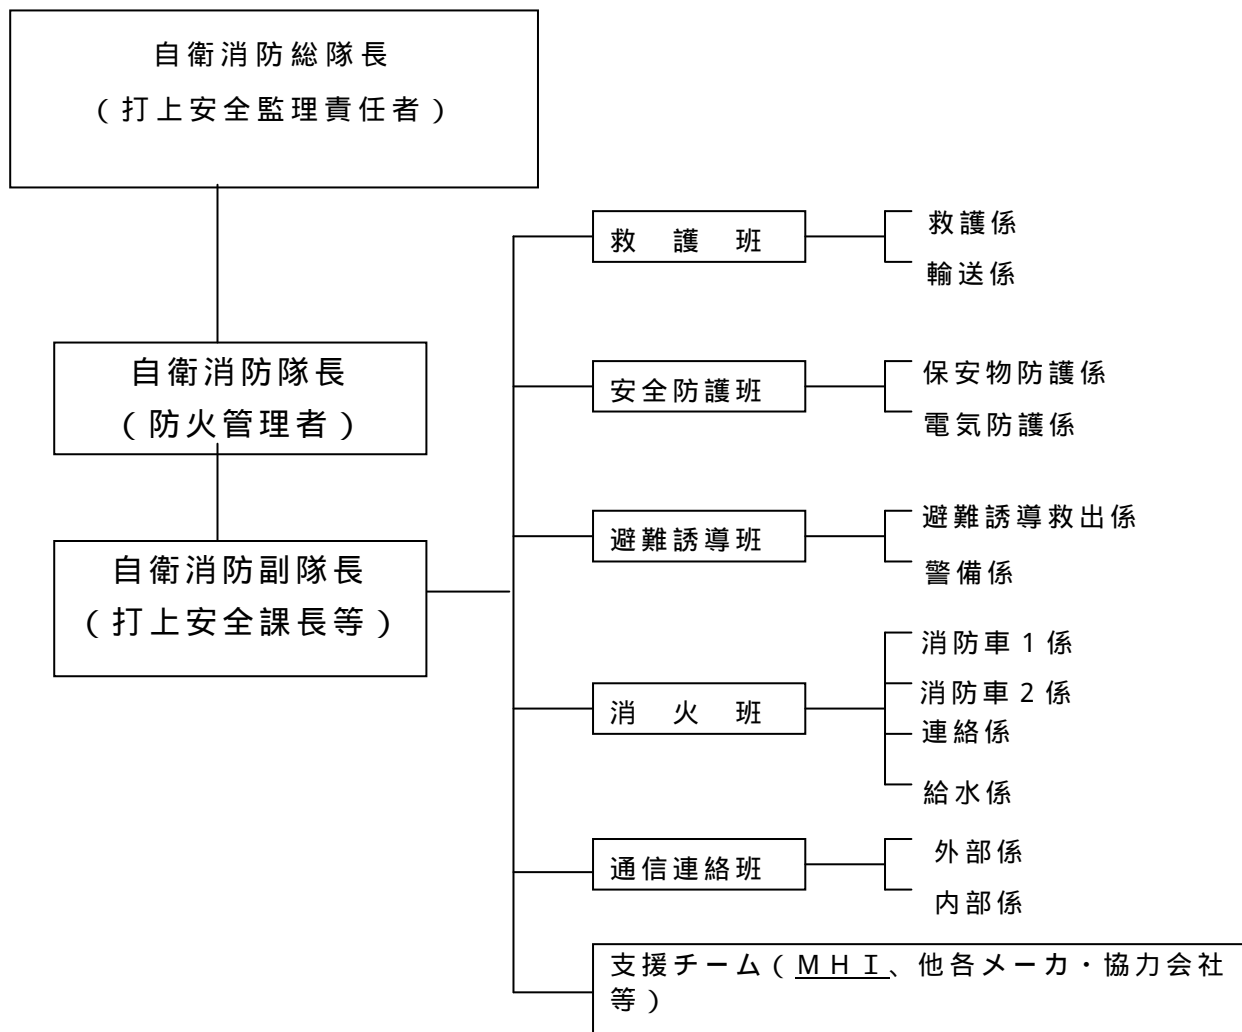 自衛消防総隊長
（打上安全監理責任者）
自衛消防隊長
（防火管理者）
自衛消防副隊長
（打上安全課長等）
救　護　班
救護係
輸送係
安全防護班
保安物防護係
電気防護係
避難誘導班
避難誘導救出係
警備係
消　火　班
消防車1係
消防車2係
連絡係
給水係
通信連絡班
外部係
内部係
支援チーム（ＭＨＩ、他各メーカ・協力会社
等）